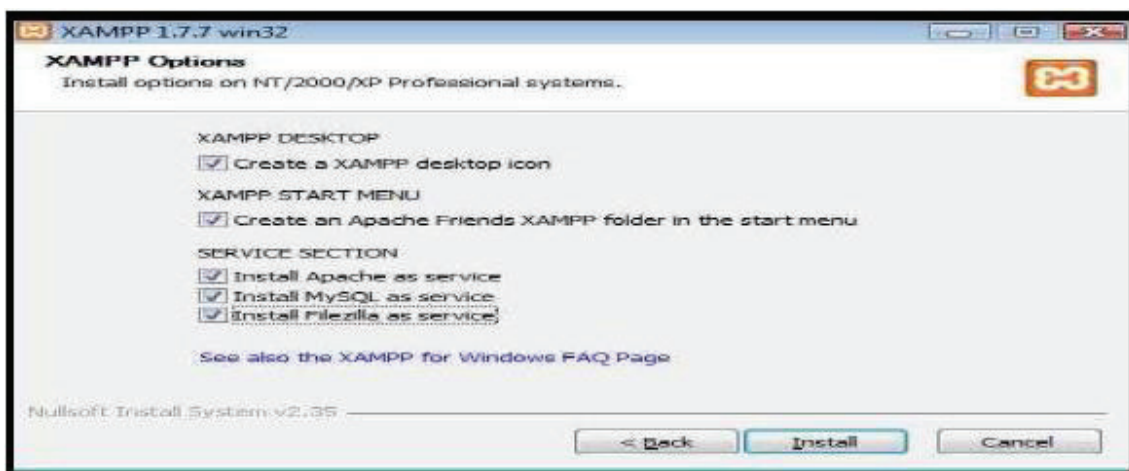 XAMPP 1.7.7 win32
XAMPP Options
Install options on NT/2000/XP Professional systems.
XAMPP DESKTOP
Create a XAMPP desktop icon
XAMPP START MENU
Create an Apache Friends XAMPP folder in the start menu
SERVICE SECTION
Install Apache as service
Install MySQL as service
Install Filezilla as service
See also the XAMPP for Windows FAQ Page
Nullsoft Install System v2.35
< Back Install Cancel